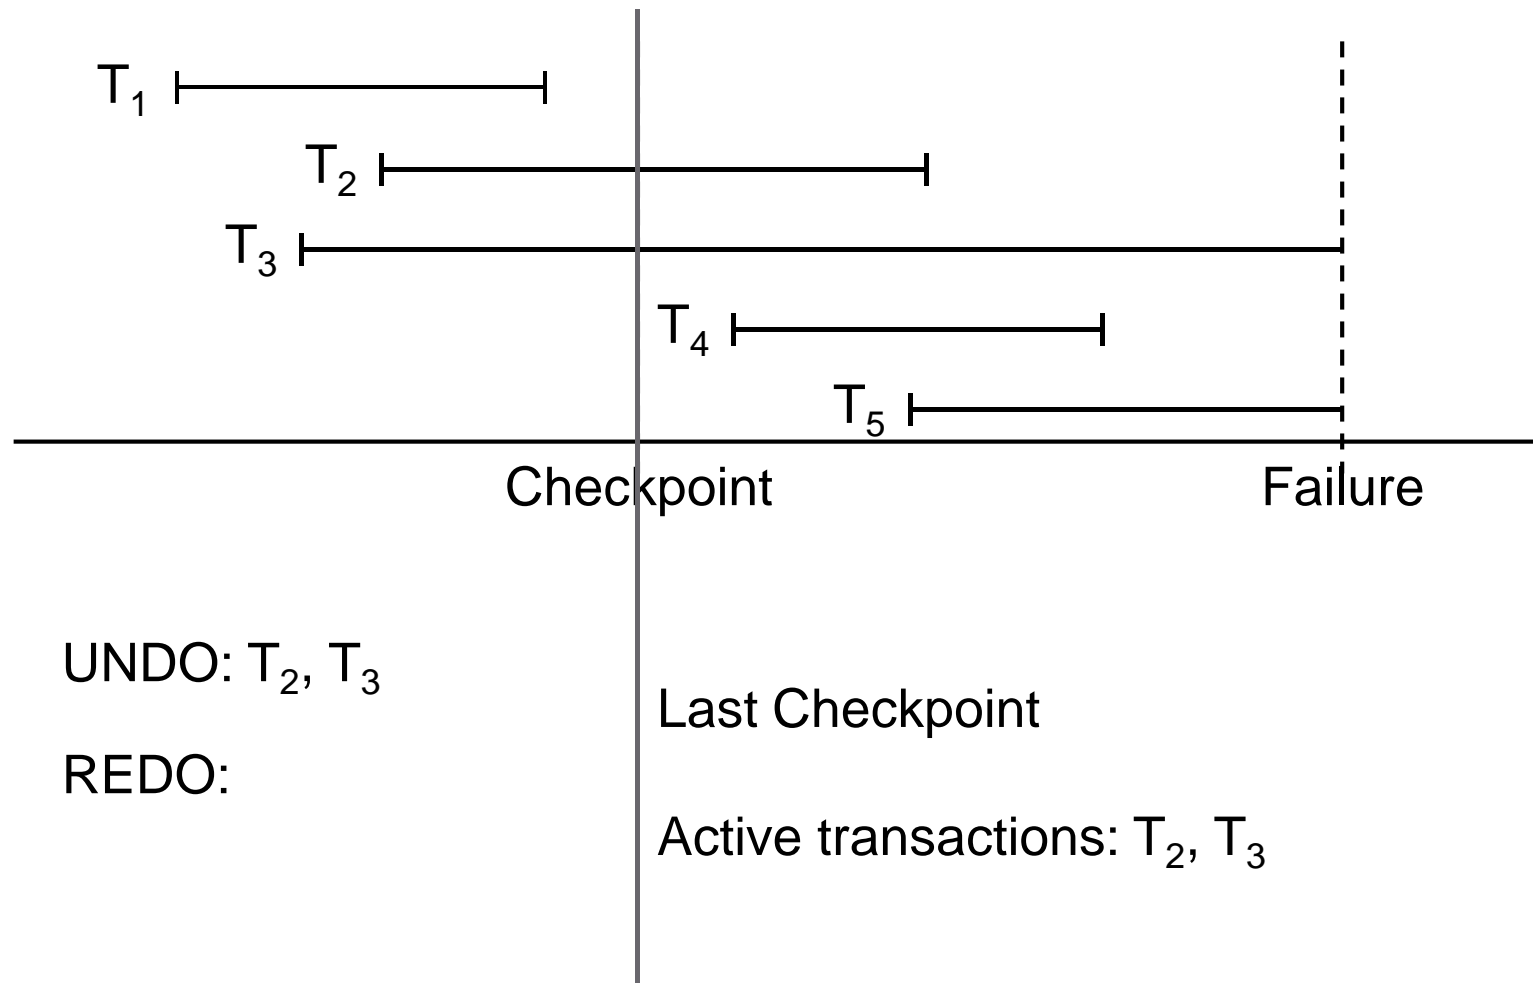 T₁
T₂
T₃
T₄
T₅
Checkpoint
Failure
UNDO: T₂, T₃
REDO:
Last Checkpoint
Active transactions: T₂, T₃